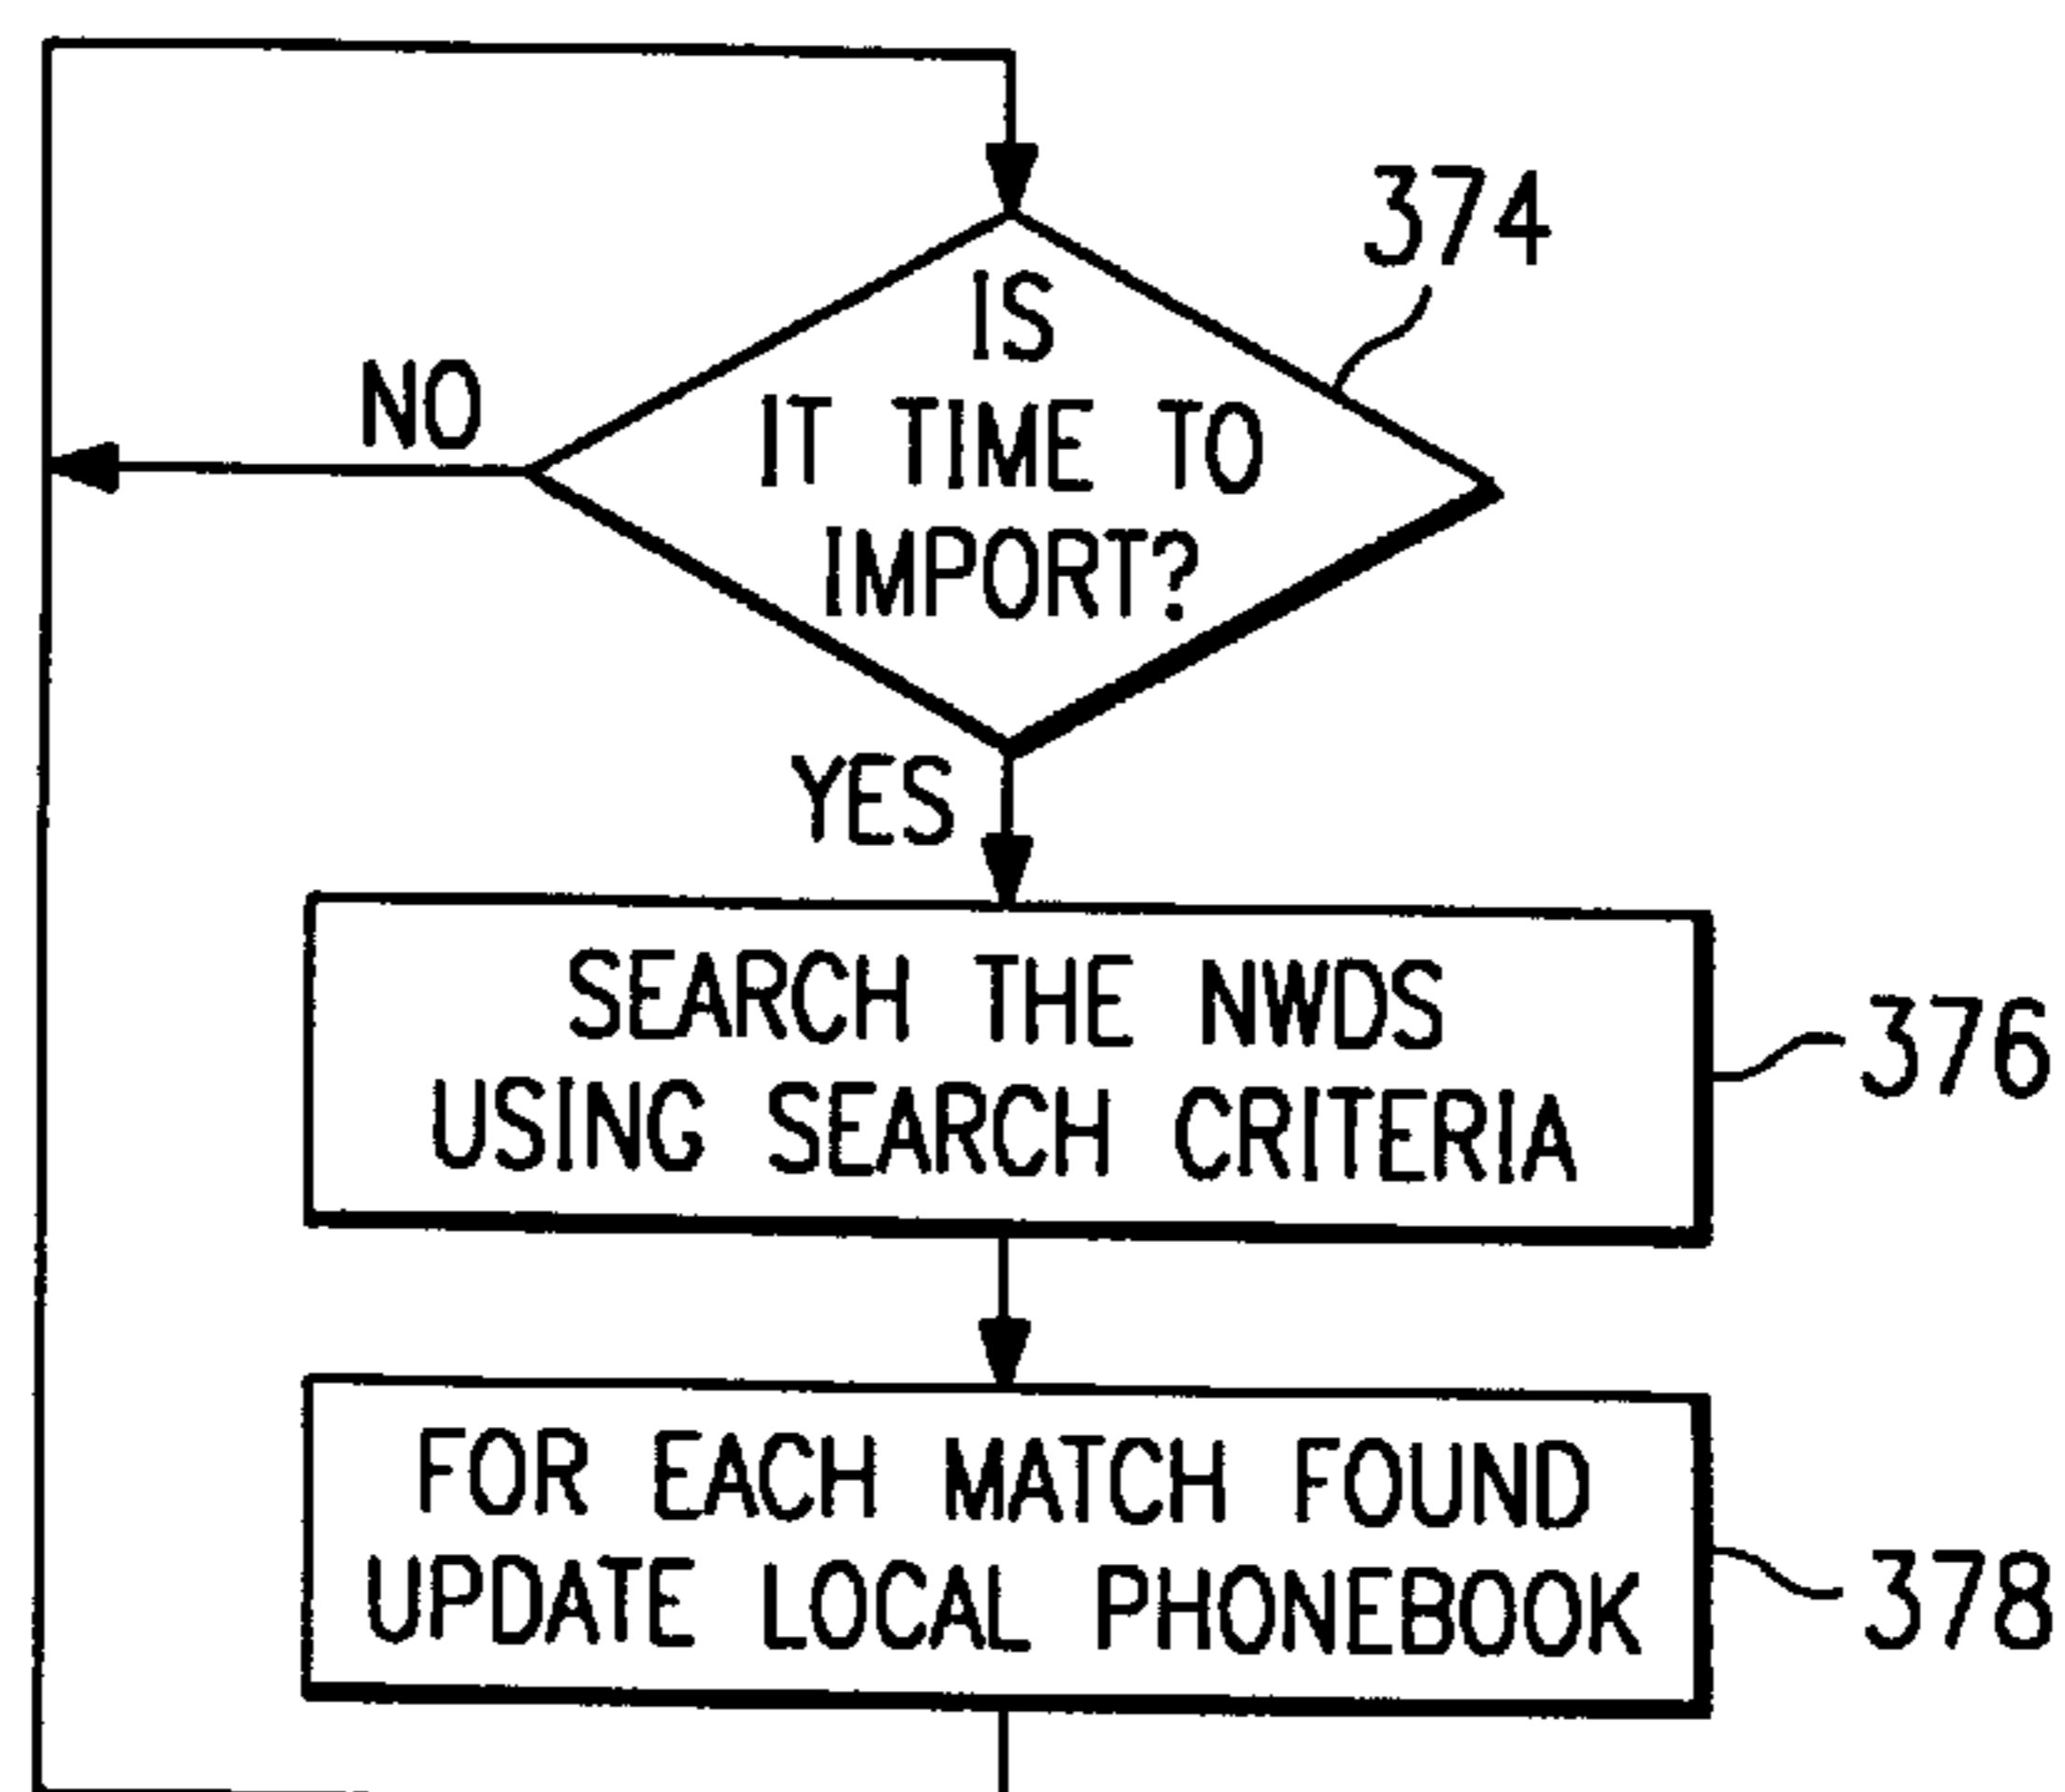 374
IS
IT TIME TO
IMPORT?
NO
YES
SEARCH THE NWDS
USING SEARCH CRITERIA
376
FOR EACH MATCH FOUND
UPDATE LOCAL PHONEBOOK
378